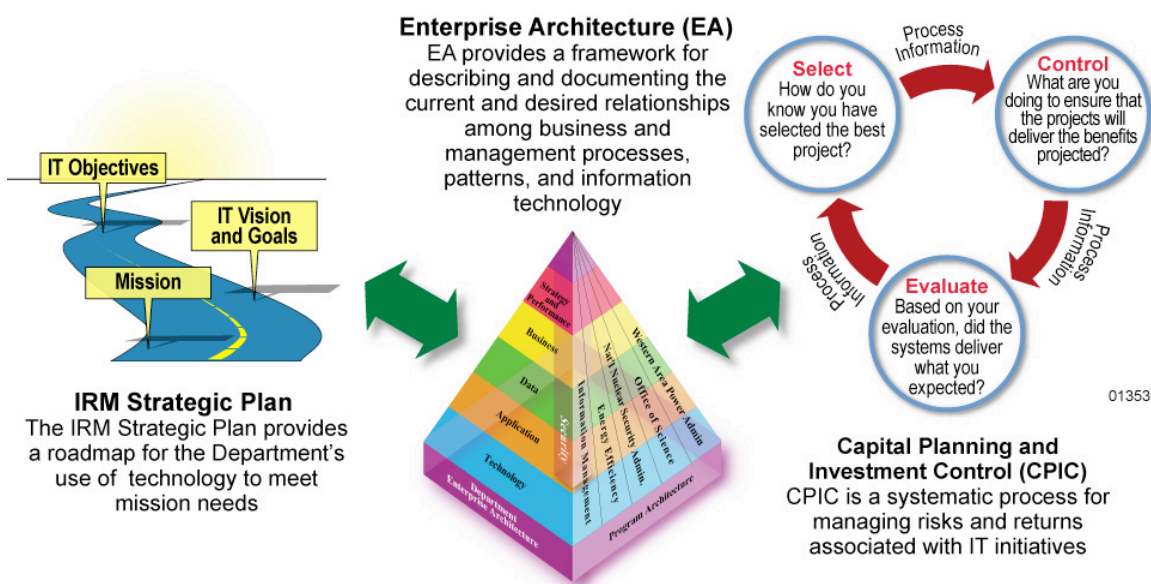 IT Objectives
IT Vision
and Goals
Mission
IRM Strategic Plan
The IRM Strategic Plan provides
a roadmap for the Department's
use of technology to meet
mission needs
Enterprise Architecture (EA)
EA provides a framework for
describing and documenting the
current and desired relationships
among business and
management processes,
patterns, and information
technology
Strategy and
Performance
Business
Data
Application
Technology
Department
Enterprise Architecture
Security
Information Management
Energy Efficiency
Nat'l Nuclear Security Admin.
Office of Science
Western Area Power Admin
Program Architecture
Select
How do you
know you have
selected the best
project?
Process
Information
Control
What are you
doing to ensure that
the projects will
deliver the benefits
projected?
Process
Information
Evaluate
Based on your
evaluation, did the
systems deliver
what you
expected?
Process
Information
01353
Capital Planning and
Investment Control (CPIC)
CPIC is a systematic process for
managing risks and returns
associated with IT initiatives